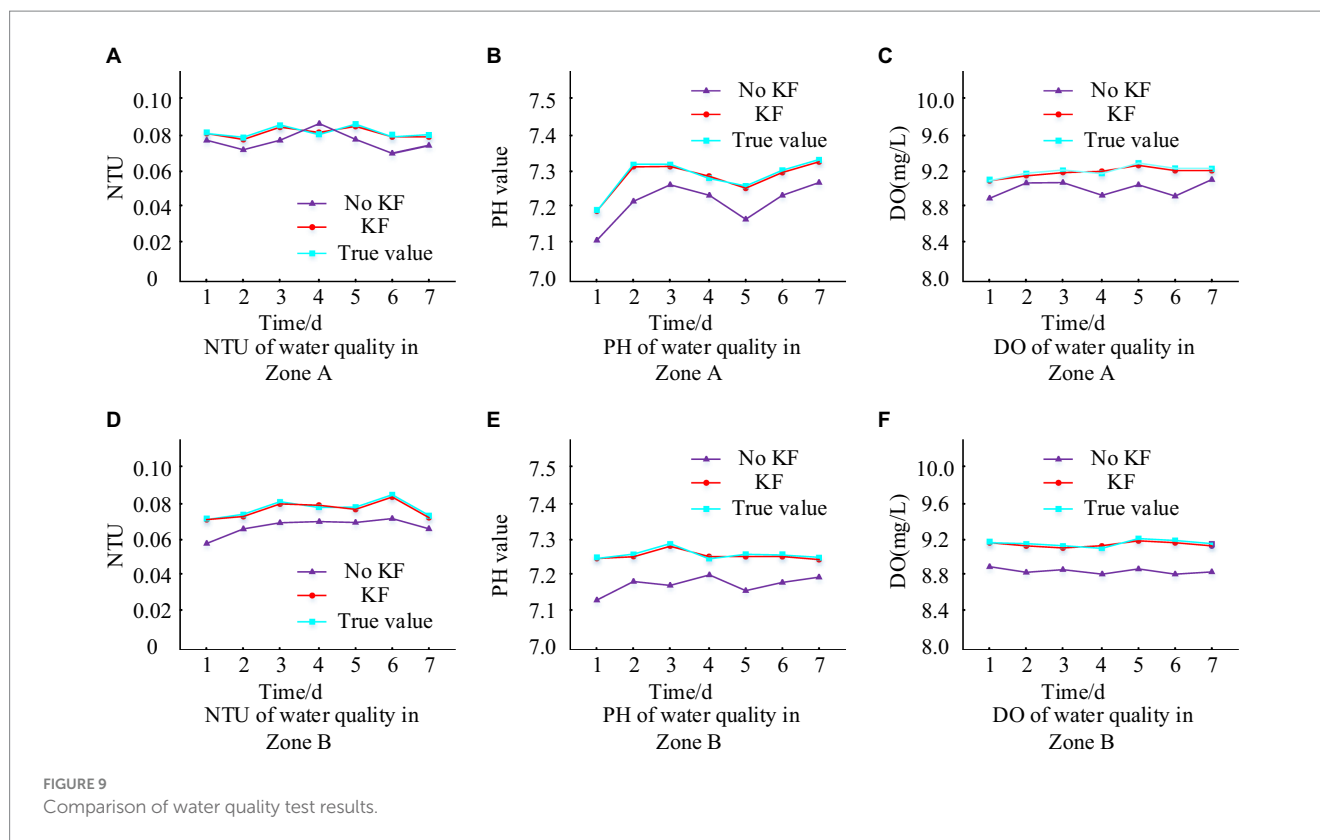 A
0.10
0.08
0.06
0.04
0.02
0
NTU
No KF
KF
True value
1 2 3 4 5 6 7
Time/d
NTU of water quality in
Zone A
B
7.5
7.4
7.3
7.2
7.1
7.0
PH value
No KF
KF
True value
1 2 3 4 5 6 7
Time/d
PH of water quality in
Zone A
C
10.0
9.6
9.2
8.8
8.4
8.0
DO(mg/L)
No KF
KF
True value
1 2 3 4 5 6 7
Time/d
DO of water quality in
Zone A
D
0.10
0.08
0.06
0.04
0.02
0
NTU
No KF
KF
True value
1 2 3 4 5 6 7
Time/d
NTU of water quality in
Zone B
E
7.5
7.4
7.3
7.2
7.1
7.0
PH value
No KF
KF
True value
1 2 3 4 5 6 7
Time/d
PH of water quality in
Zone B
F
10.0
9.6
9.2
8.8
8.4
8.0
DO(mg/L)
No KF
KF
True value
1 2 3 4 5 6 7
Time/d
DO of water quality in
Zone B
FIGURE 9
Comparison of water quality test results.